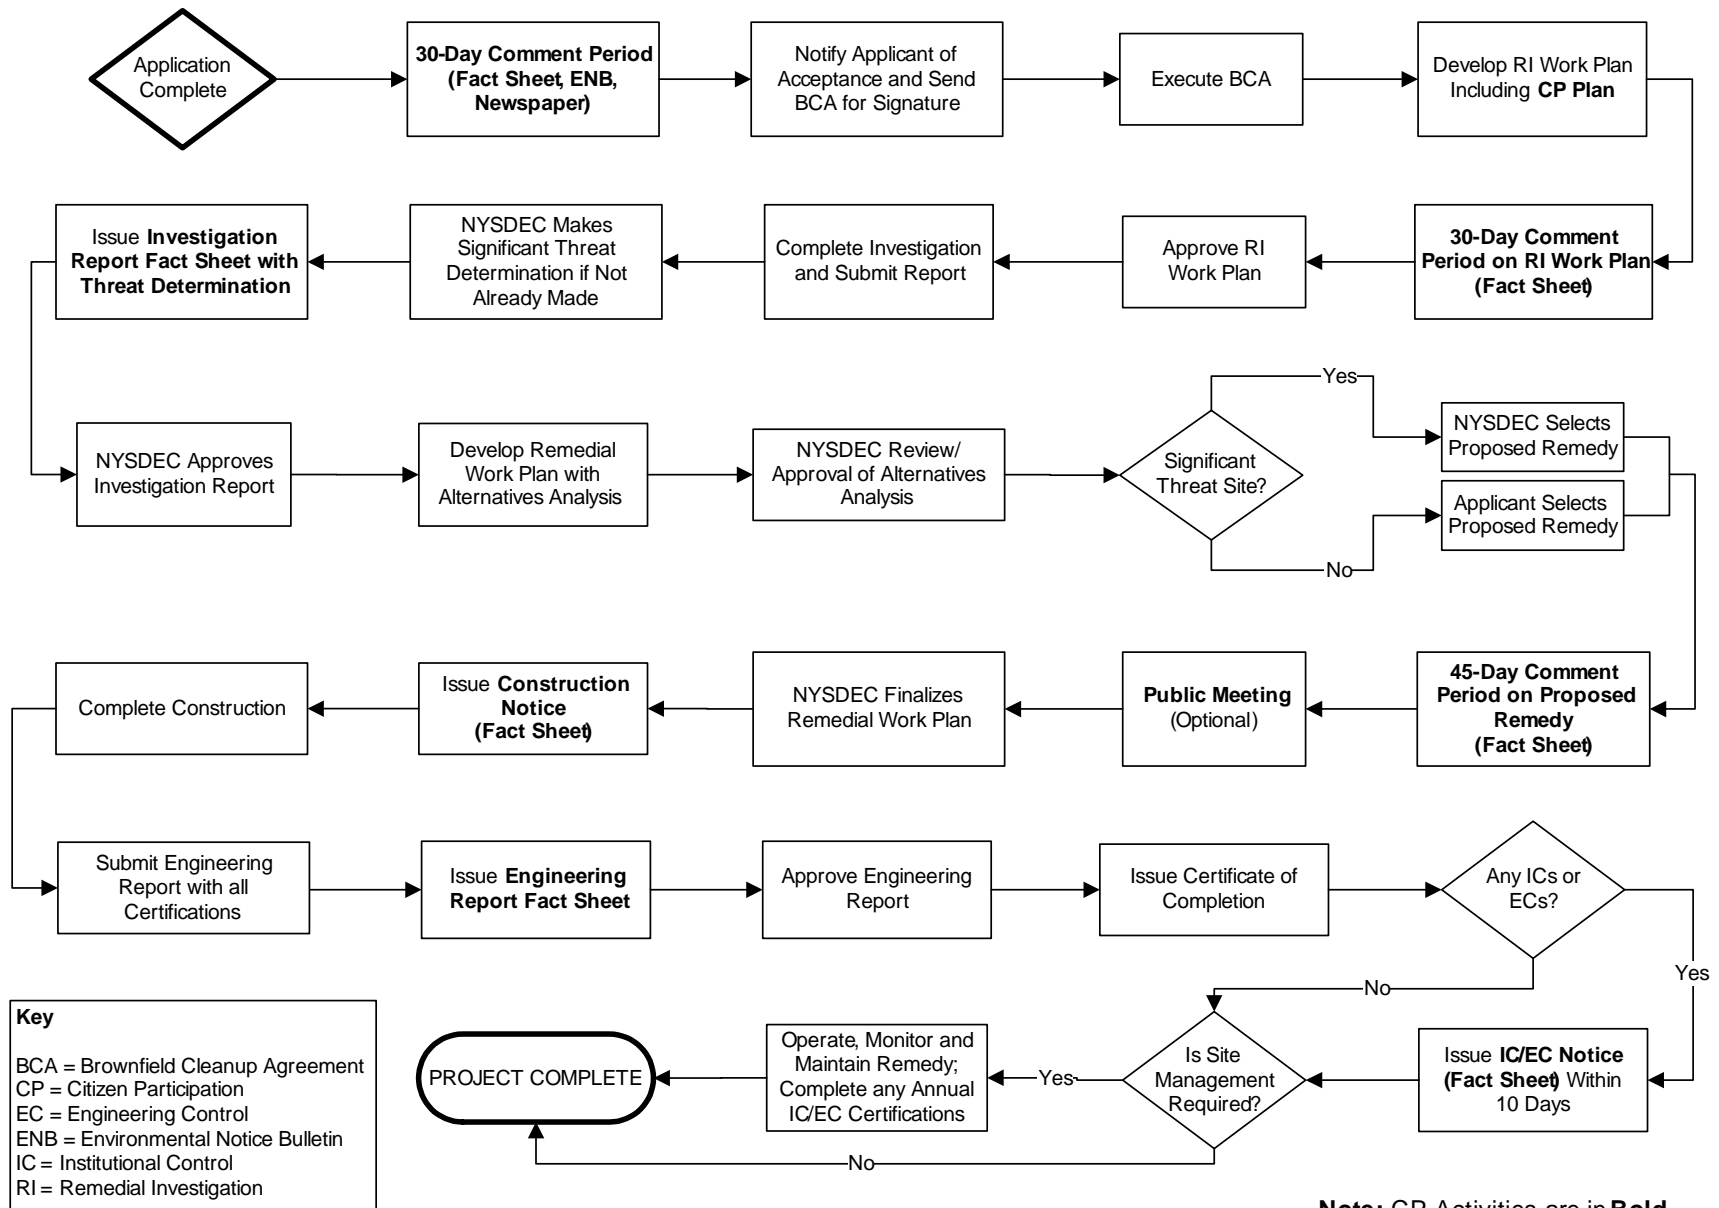 Application
Complete
30-Day Comment Period
(Fact Sheet, ENB,
Newspaper)
Notify Applicant of
Acceptance and Send
BCA for Signature
Execute BCA
Develop RI Work Plan
Including CP Plan
Issue Investigation
Report Fact Sheet with
Threat Determination
NYSDEC Makes
Significant Threat
Determination if Not
Already Made
Complete Investigation
and Submit Report
Approve RI
Work Plan
30-Day Comment
Period on RI Work Plan
(Fact Sheet)
Yes
NYSDEC Approves
Investigation Report
Develop Remedial
Work Plan with
Alternatives Analysis
NYSDEC Review/
Approval of Alternatives
Analysis
Significant
Threat Site?
NYSDEC Selects
Proposed Remedy
Applicant Selects
Proposed Remedy
No
Complete Construction
Issue Construction
Notice
(Fact Sheet)
NYSDEC Finalizes
Remedial Work Plan
Public Meeting
(Optional)
45-Day Comment
Period on Proposed
Remedy
(Fact Sheet)
Submit Engineering
Report with all
Certifications
Issue Engineering
Report Fact Sheet
Approve Engineering
Report
Issue Certificate of
Completion
Any ICs or
ECs?
Yes
No
Key
BCA = Brownfield Cleanup Agreement
CP = Citizen Participation
EC = Engineering Control
ENB = Environmental Notice Bulletin
IC = Institutional Control
RI = Remedial Investigation
PROJECT COMPLETE
Operate, Monitor and
Maintain Remedy;
Complete any Annual
IC/EC Certifications
Yes
Is Site
Management
Required?
Issue IC/EC Notice
(Fact Sheet) Within
10 Days
No
Note: CP Activities are in Bold